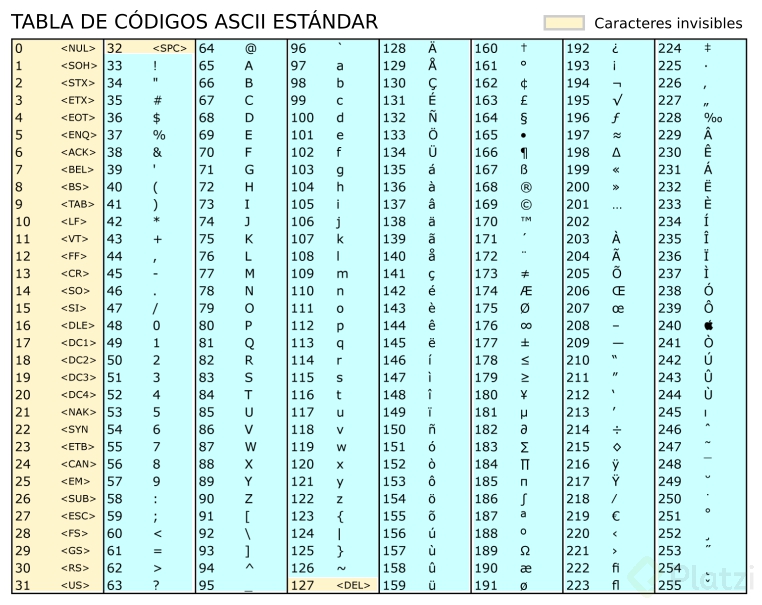 TABLA DE CÓDIGOS ASCII ESTÁNDAR Caracteres invisibles
0 <NUL> 32 <SPC> 64 @ 96 ` 128 Ä 160 † 192 ¿ 224 ‡
1 <SOH> 33 ! 65 A 97 a 129 Å 161 ° 193 ¡ 225 ·
2 <STX> 34 " 66 B 98 b 130 Ç 162 ¢ 194 ¬ 226 ‚
3 <ETX> 35 # 67 C 99 c 131 É 163 £ 195 √ 227 „
4 <EOT> 36 $ 68 D 100 d 132 Ñ 164 § 196 ƒ 228 ‰
5 <ENQ> 37 % 69 E 101 e 133 Ö 165 • 197 ≈ 229 Â
6 <ACK> 38 & 70 F 102 f 134 Ü 166 ¶ 198 Δ 230 Ê
7 <BEL> 39 ' 71 G 103 g 135 á 167 ß 199 « 231 Á
8 <BS> 40 ( 72 H 104 h 136 à 168 ® 200 » 232 Ë
9 <TAB> 41 ) 73 I 105 i 137 â 169 © 201 … 233 È
10 <LF> 42 * 74 J 106 j 138 ä 170 ™ 202 234 Í
11 <VT> 43 + 75 K 107 k 139 ã 171 ´ 203 À 235 Î
12 <FF> 44 , 76 L 108 l 140 å 172 ¨ 204 Ã 236 Ï
13 <CR> 45 - 77 M 109 m 141 ç 173 ≠ 205 Õ 237 Ì
14 <SO> 46 . 78 N 110 n 142 é 174 Æ 206 Œ 238 Ó
15 <SI> 47 / 79 O 111 o 143 è 175 Ø 207 œ 239 Ô
16 <DLE> 48 0 80 P 112 p 144 ê 176 ∞ 208 – 240 
17 <DC1> 49 1 81 Q 113 q 145 ë 177 ± 209 — 241 Ò
18 <DC2> 50 2 82 R 114 r 146 í 178 ≤ 210 “ 242 Ú
19 <DC3> 51 3 83 S 115 s 147 ì 179 ≥ 211 ” 243 Û
20 <DC4> 52 4 84 T 116 t 148 î 180 ¥ 212 ‘ 244 Ù
21 <NAK> 53 5 85 U 117 u 149 ï 181 µ 213 ’ 245 ı
22 <SYN 54 6 86 V 118 v 150 ñ 182 ∂ 214 ÷ 246 ˆ
23 <ETB> 55 7 87 W 119 w 151 ó 183 ∑ 215 ◊ 247 ˜
24 <CAN> 56 8 88 X 120 x 152 ò 184 ∏ 216 ÿ 248 ¯
25 <EM> 57 9 89 Y 121 y 153 ô 185 π 217 Ÿ 249 ˘
26 <SUB> 58 : 90 Z 122 z 154 ö 186 ∫ 218 ⁄ 250 ˙
27 <ESC> 59 ; 91 [ 123 { 155 õ 187 ª 219 € 251 °
28 <FS> 60 < 92 \ 124 | 156 ú 188 º 220 ‹ 252 ¸
29 <GS> 61 = 93 ] 125 } 157 ù 189 Ω 221 › 253 ˝
30 <RS> 62 > 94 ^ 126 ~ 158 û 190 æ 222 ﬁ 254
31 <US> 63 ? 95 _ 127 <DEL> 159 ü 191 ø 223 ﬂ 255 ˇ
Platzi